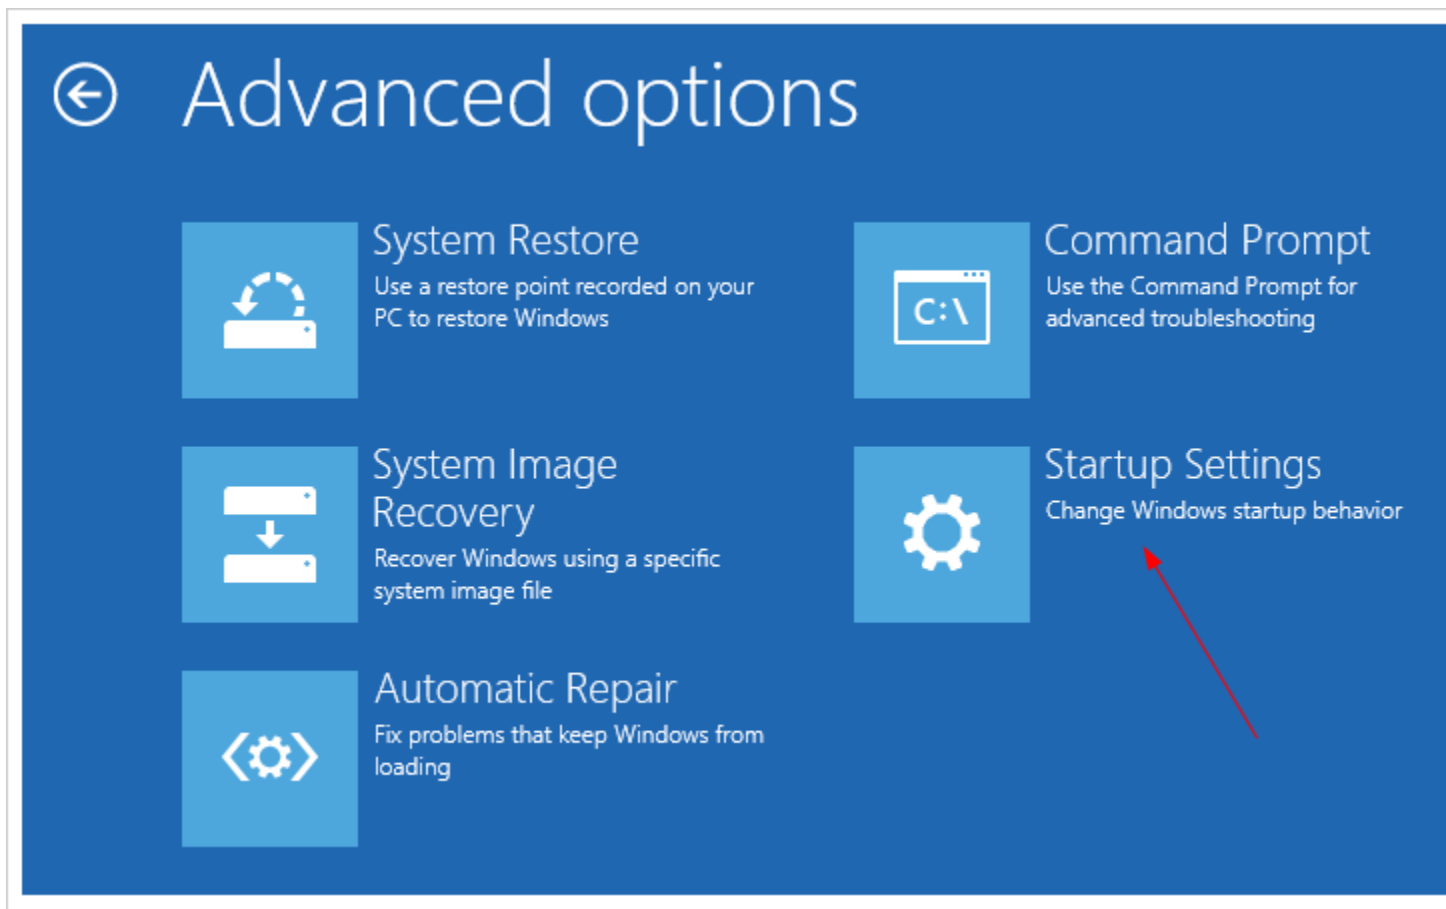 Advanced options
System Restore
Use a restore point recorded on your
PC to restore Windows
System Image
Recovery
Recover Windows using a specific
system image file
Automatic Repair
Fix problems that keep Windows from
loading
Command Prompt
Use the Command Prompt for
advanced troubleshooting
C:\
Startup Settings
Change Windows startup behavior